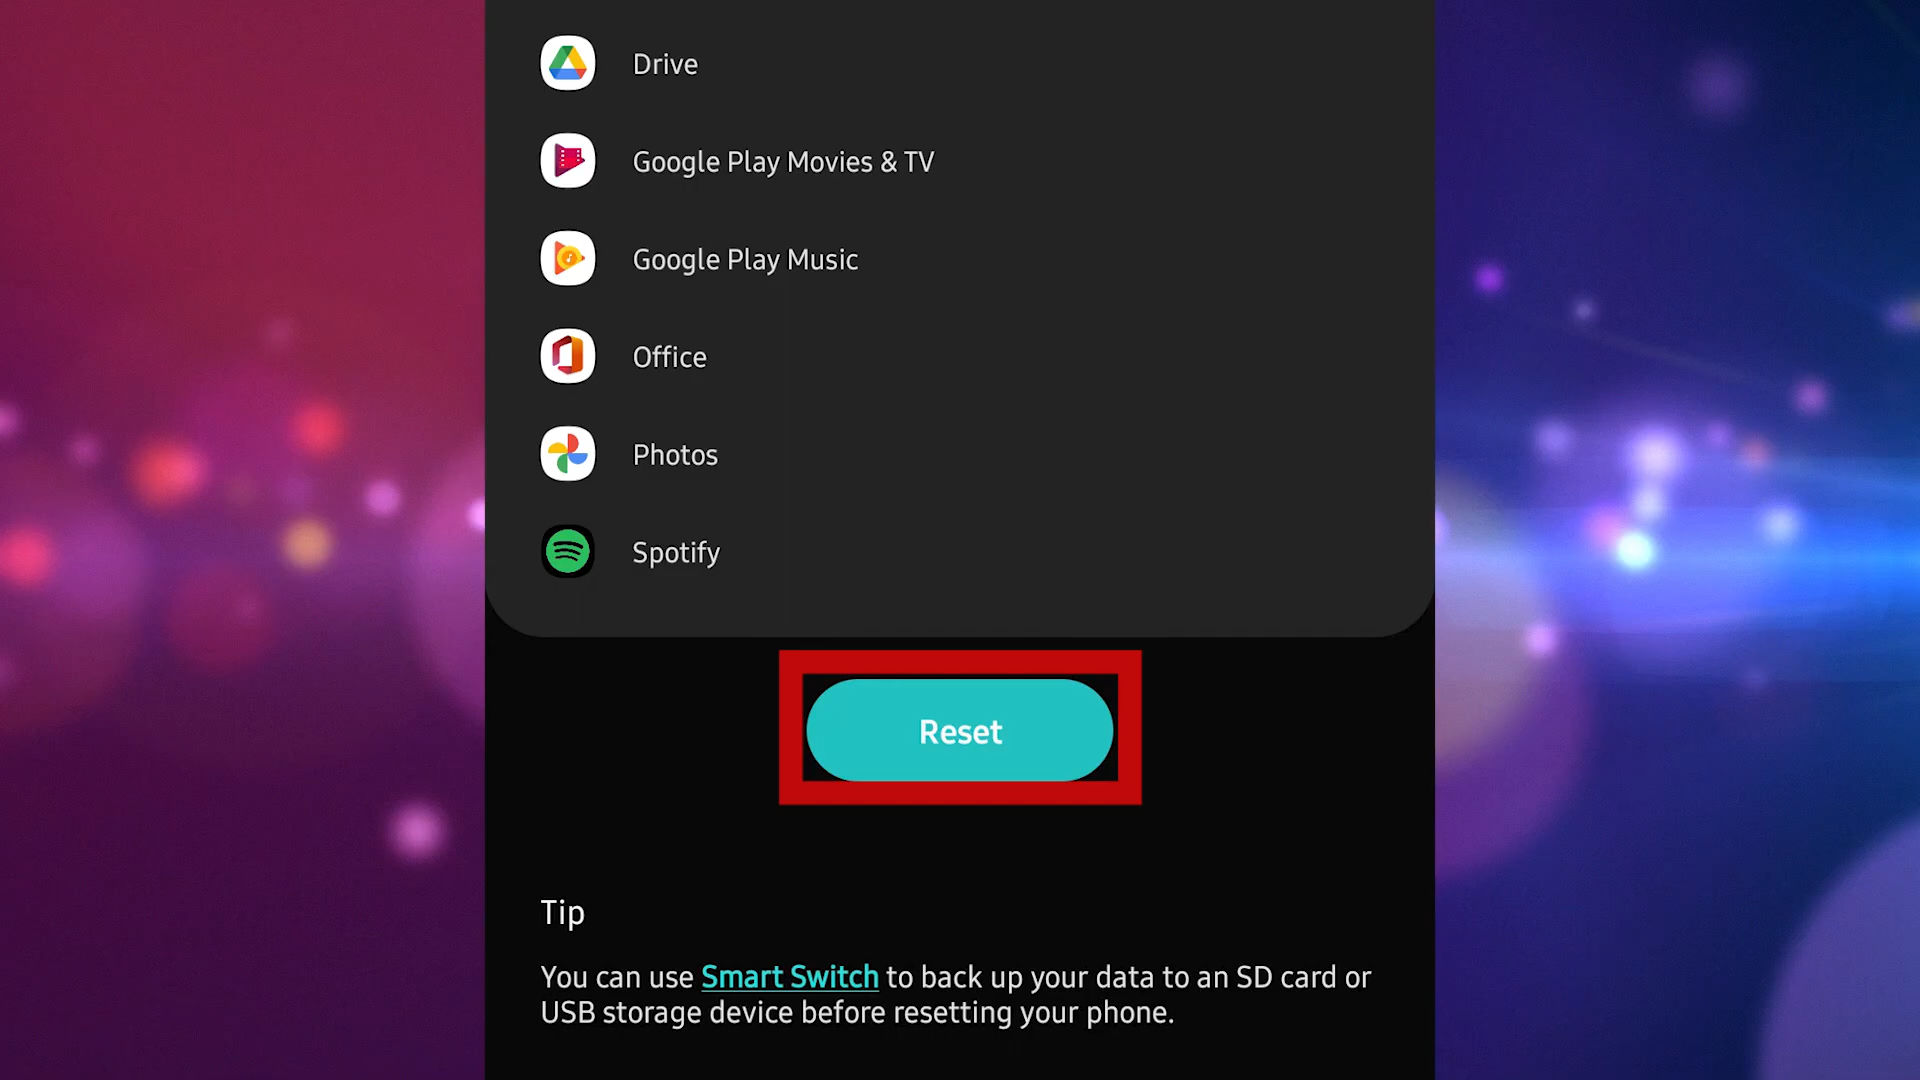 Drive
Google Play Movies & TV
Google Play Music
Office
Photos
Spotify
Reset
Tip
You can use Smart Switch to back up your data to an SD card or
USB storage device before resetting your phone.